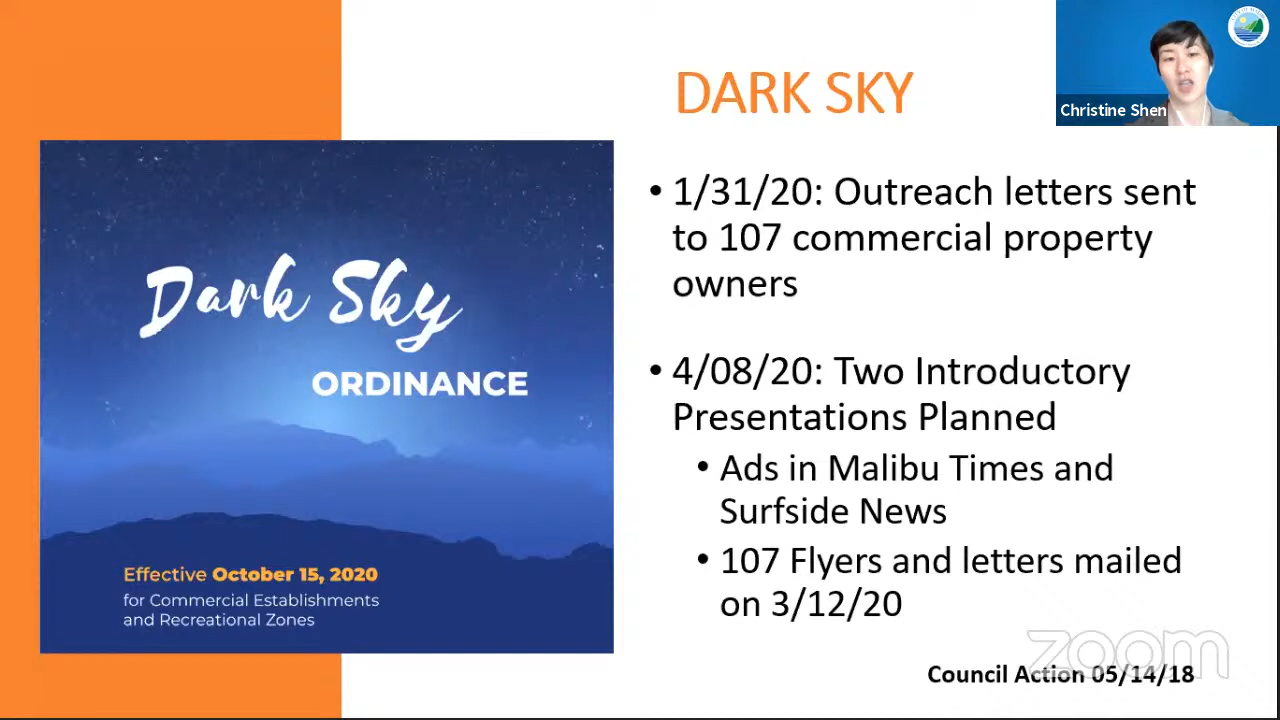 DARK SKY
Christine Shen
Dark Sky
ORDINANCE
Effective October 15, 2020
for Commercial Establishments
and Recreational Zones
• 1/31/20: Outreach letters sent
to 107 commercial property
owners
• 4/08/20: Two Introductory
Presentations Planned
• Ads in Malibu Times and
Surfside News
• 107 Flyers and letters mailed
on 3/12/20
zoom
Council Action 05/14/18